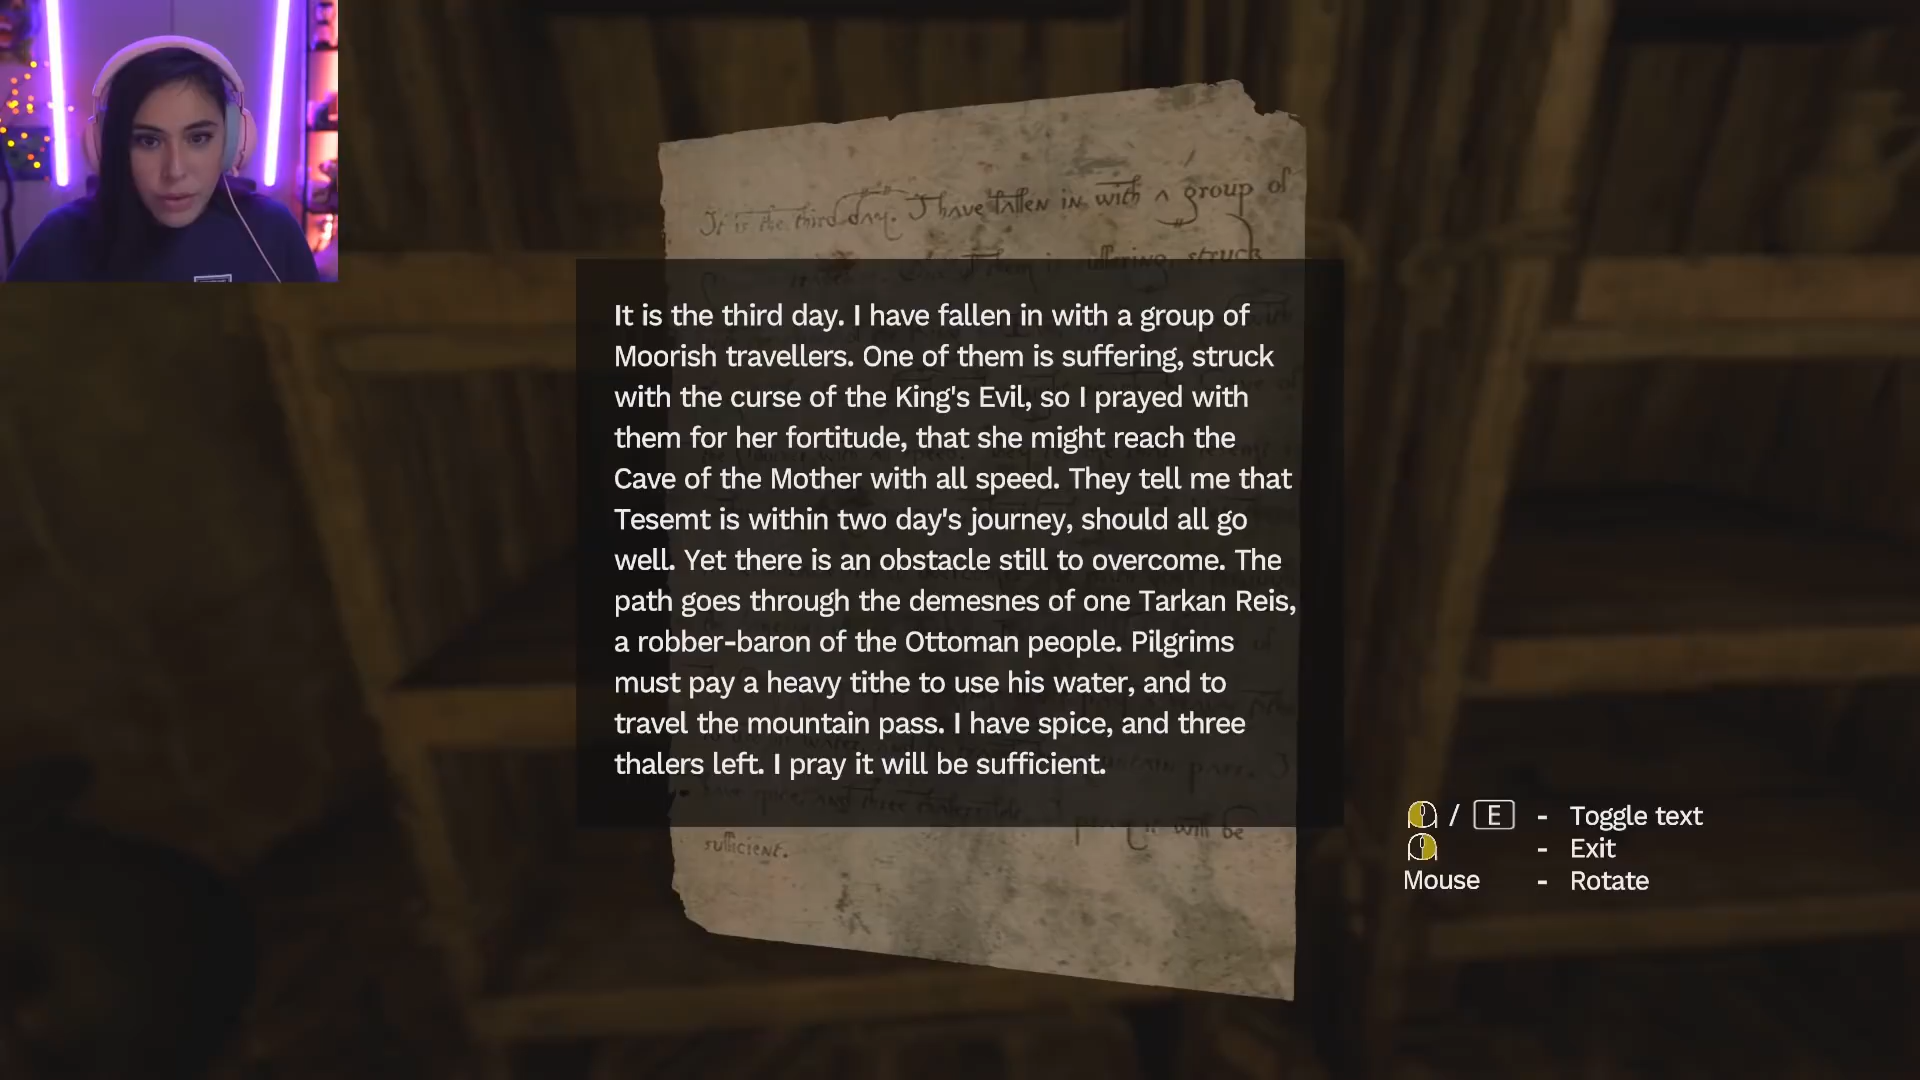 It is the third day. I have fallen in with a group of
struck
It is the third day. I have fallen in with a group of
Moorish travellers. One of them is suffering, struck
with the curse of the King's Evil, so I prayed with
them for her fortitude, that she might reach the
Cave of the Mother with all speed. They tell me that
Tesemt is within two day's journey, should all go
well. Yet there is an obstacle still to overcome. The
path goes through the demesnes of one Tarkan Reis,
a robber-baron of the Ottoman people. Pilgrims
must pay a heavy tithe to use his water, and to
travel the mountain pass. I have spice, and three
thalers left. I pray it will be sufficient.
will be
sufficient.
/ E - Toggle text
- Exit
Mouse - Rotate